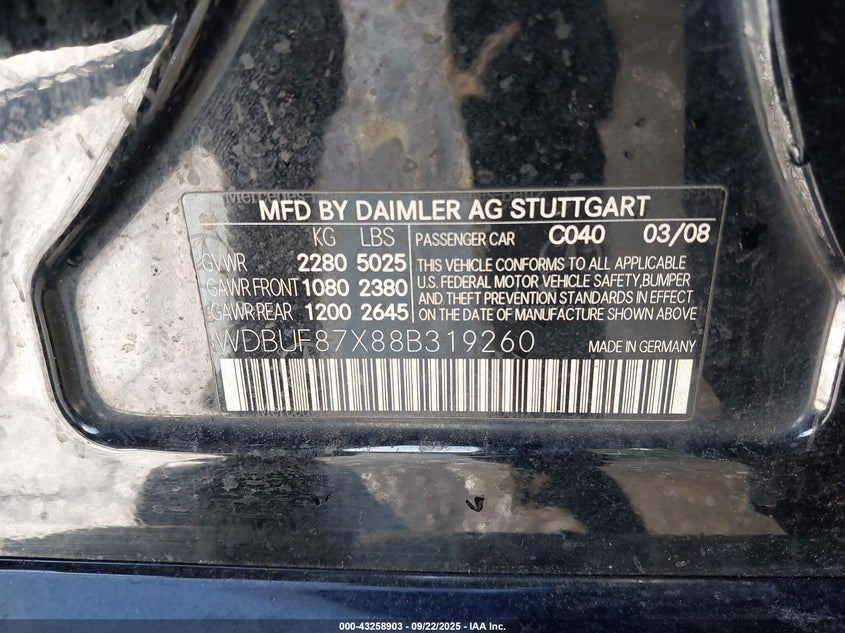 MFD BY DAIMLER AG STUTTGART
KG LBS
GVWR 2280 5025
GAWR FRONT 1080 2380
GAWR REAR 1200 2645
PASSENGER CAR C040 03/08
THIS VEHICLE CONFORMS TO ALL APPLICABLE
U.S. FEDERAL MOTOR VEHICLE SAFETY,BUMPER
AND THEFT PREVENTION STANDARDS IN EFFECT
ON THE DATE OF MANUFACTURE SHOWN ABOVE
WDBUF87X88B319260 MADE IN GERMANY
000-43258903 - 09/22/2025 - IAA Inc.